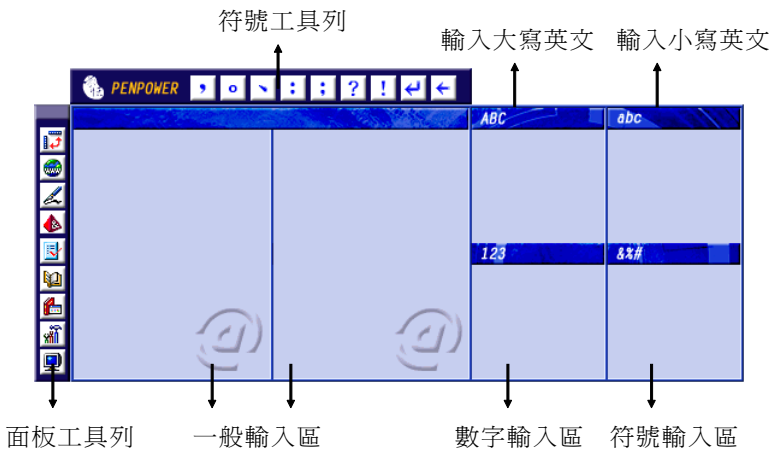 符號工具列
輸入大寫英文 輸入小寫英文
PENPOWER , 。 、 : ; ? ! ↵ ←
ABC abc
WWW
123 &%#
@ @
面板工具列 一般輸入區 數字輸入區 符號輸入區